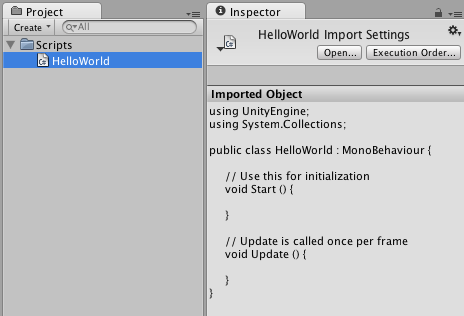 Project
Create
All
Scripts
C#
HelloWorld
Inspector
C#
HelloWorld Import Settings
Open...
Execution Order...
Imported Object
using UnityEngine;
using System.Collections;
public class HelloWorld : MonoBehaviour {
// Use this for initialization
void Start () {
}
// Update is called once per frame
void Update () {
}
}